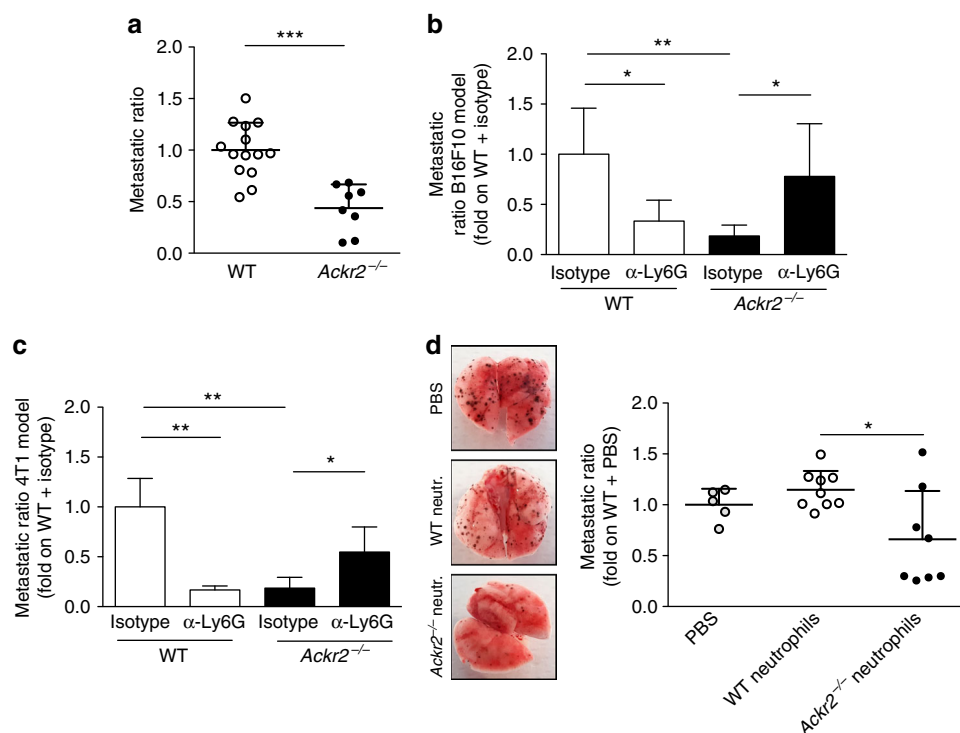 a
***
2.0
1.5
1.0
0.5
0.0
Metastatic ratio
WT
Ackr2⁻/⁻
b
**
*
*
2.0
1.5
1.0
0.5
0.0
Metastatic
ratio B16F10 model
(fold on WT + isotype)
Isotype α-Ly6G Isotype α-Ly6G
WT
Ackr2⁻/⁻
c
**
**
*
2.0
1.5
1.0
0.5
0.0
Metastatic ratio 4T1 model
(fold on WT + isotype)
Isotype α-Ly6G Isotype α-Ly6G
WT
Ackr2⁻/⁻
d
PBS
WT neutr.
Ackr2⁻/⁻ neutr.
*
2.0
1.5
1.0
0.5
0.0
Metastatic ratio
(fold on WT + PBS)
PBS
WT neutrophils
Ackr2⁻/⁻ neutrophils